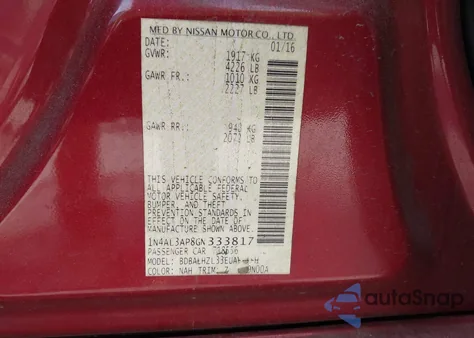 MFD BY NISSAN MOTOR CO., LTD.
DATE: 01/16
GVWR: 1917 KG
4226 LB
GAWR FR.: 1010 KG
2227 LB
GAWR RR.: KG
LB
THIS VEHICLE CONFORMS TO
ALL APPLICABLE FEDERAL
MOTOR VEHICLE SAFETY,
BUMPER, AND THEFT
PREVENTION STANDARDS IN
EFFECT ON THE DATE OF
MANUFACTURE SHOWN ABOVE.
1N4AL3AP8GN 333817
PASSENGER CAR
MODEL:
COLOR: NAH TRIM:
autoSnap